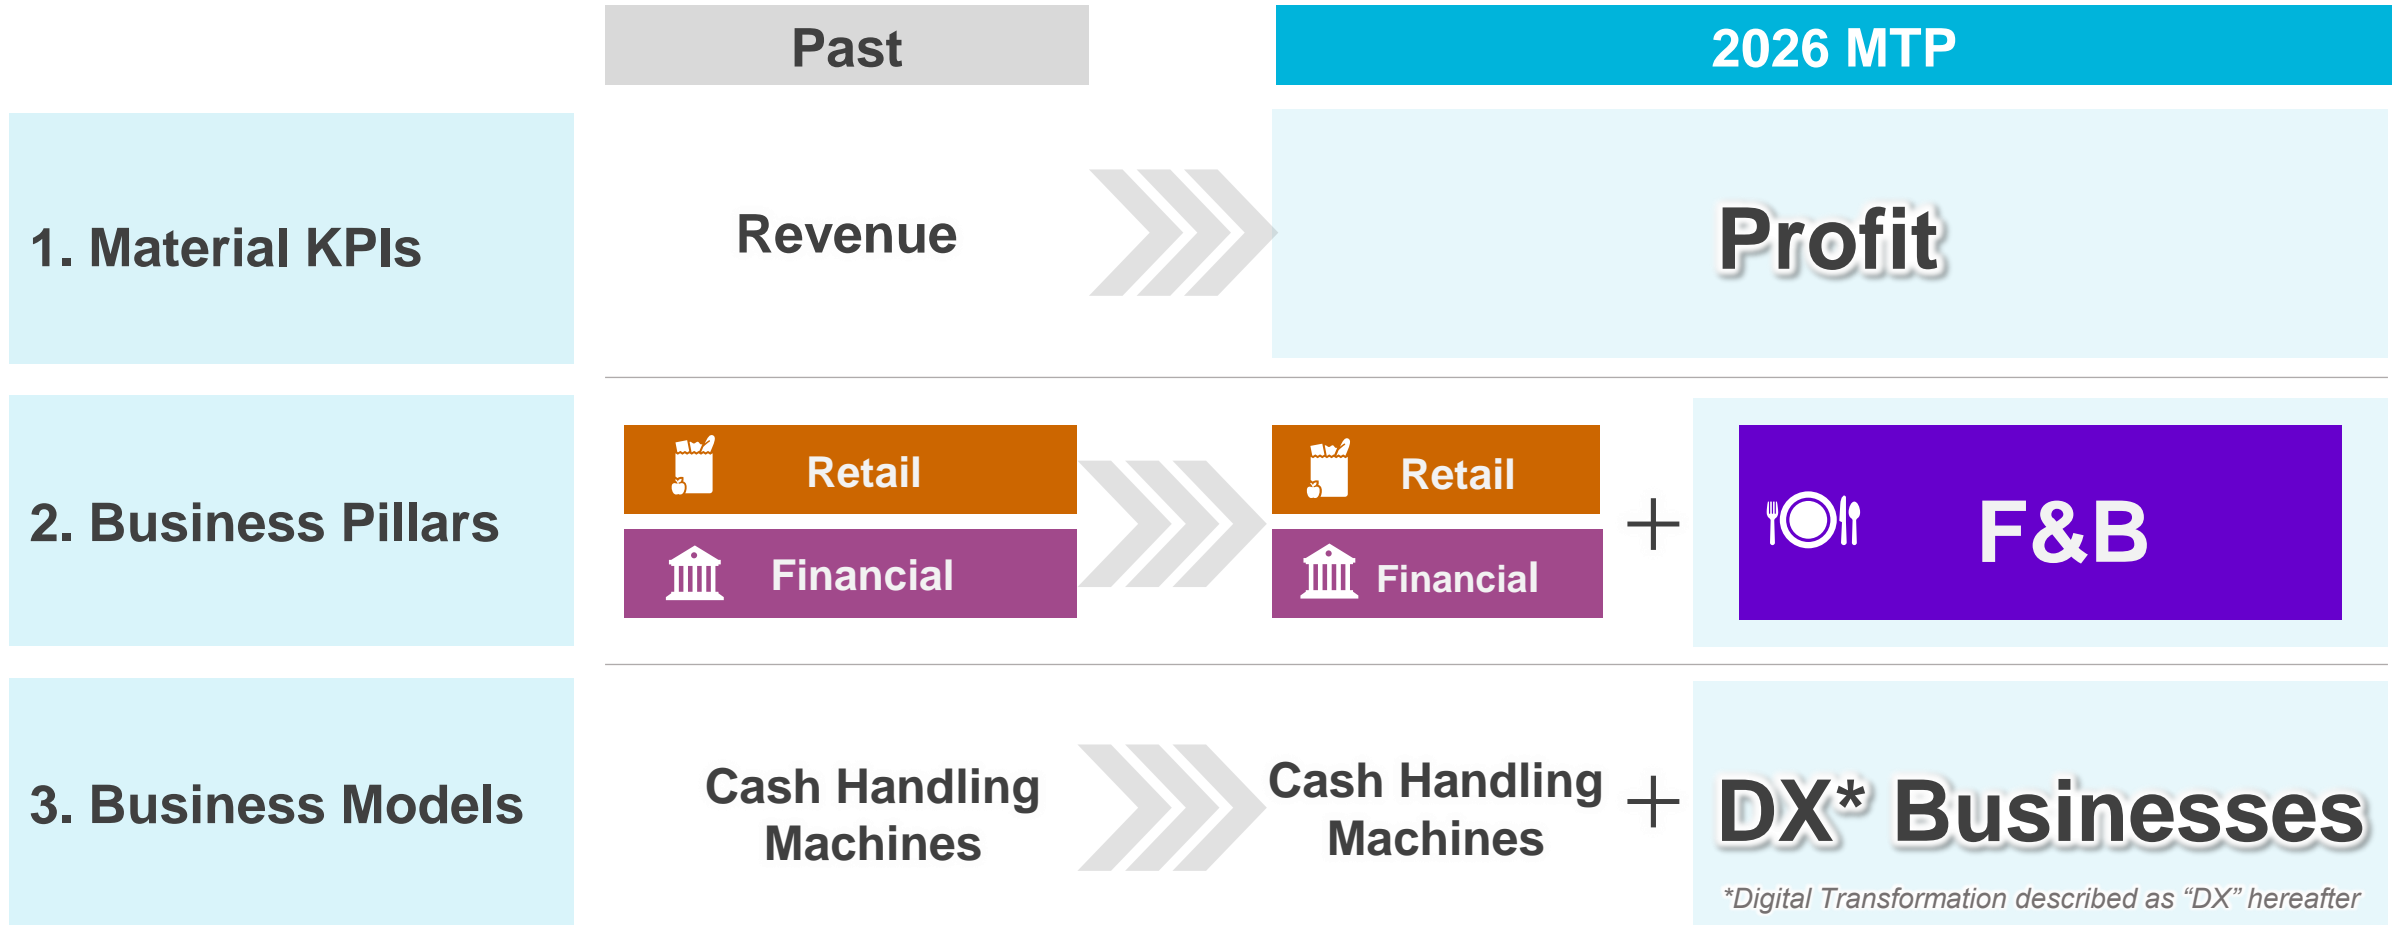 Past
2026 MTP
1. Material KPIs
Revenue
Profit
2. Business Pillars
Retail
Financial
Retail
Financial
+
F&B
3. Business Models
Cash Handling
Machines
Cash Handling
Machines
+
DX* Businesses
*Digital Transformation described as “DX” hereafter